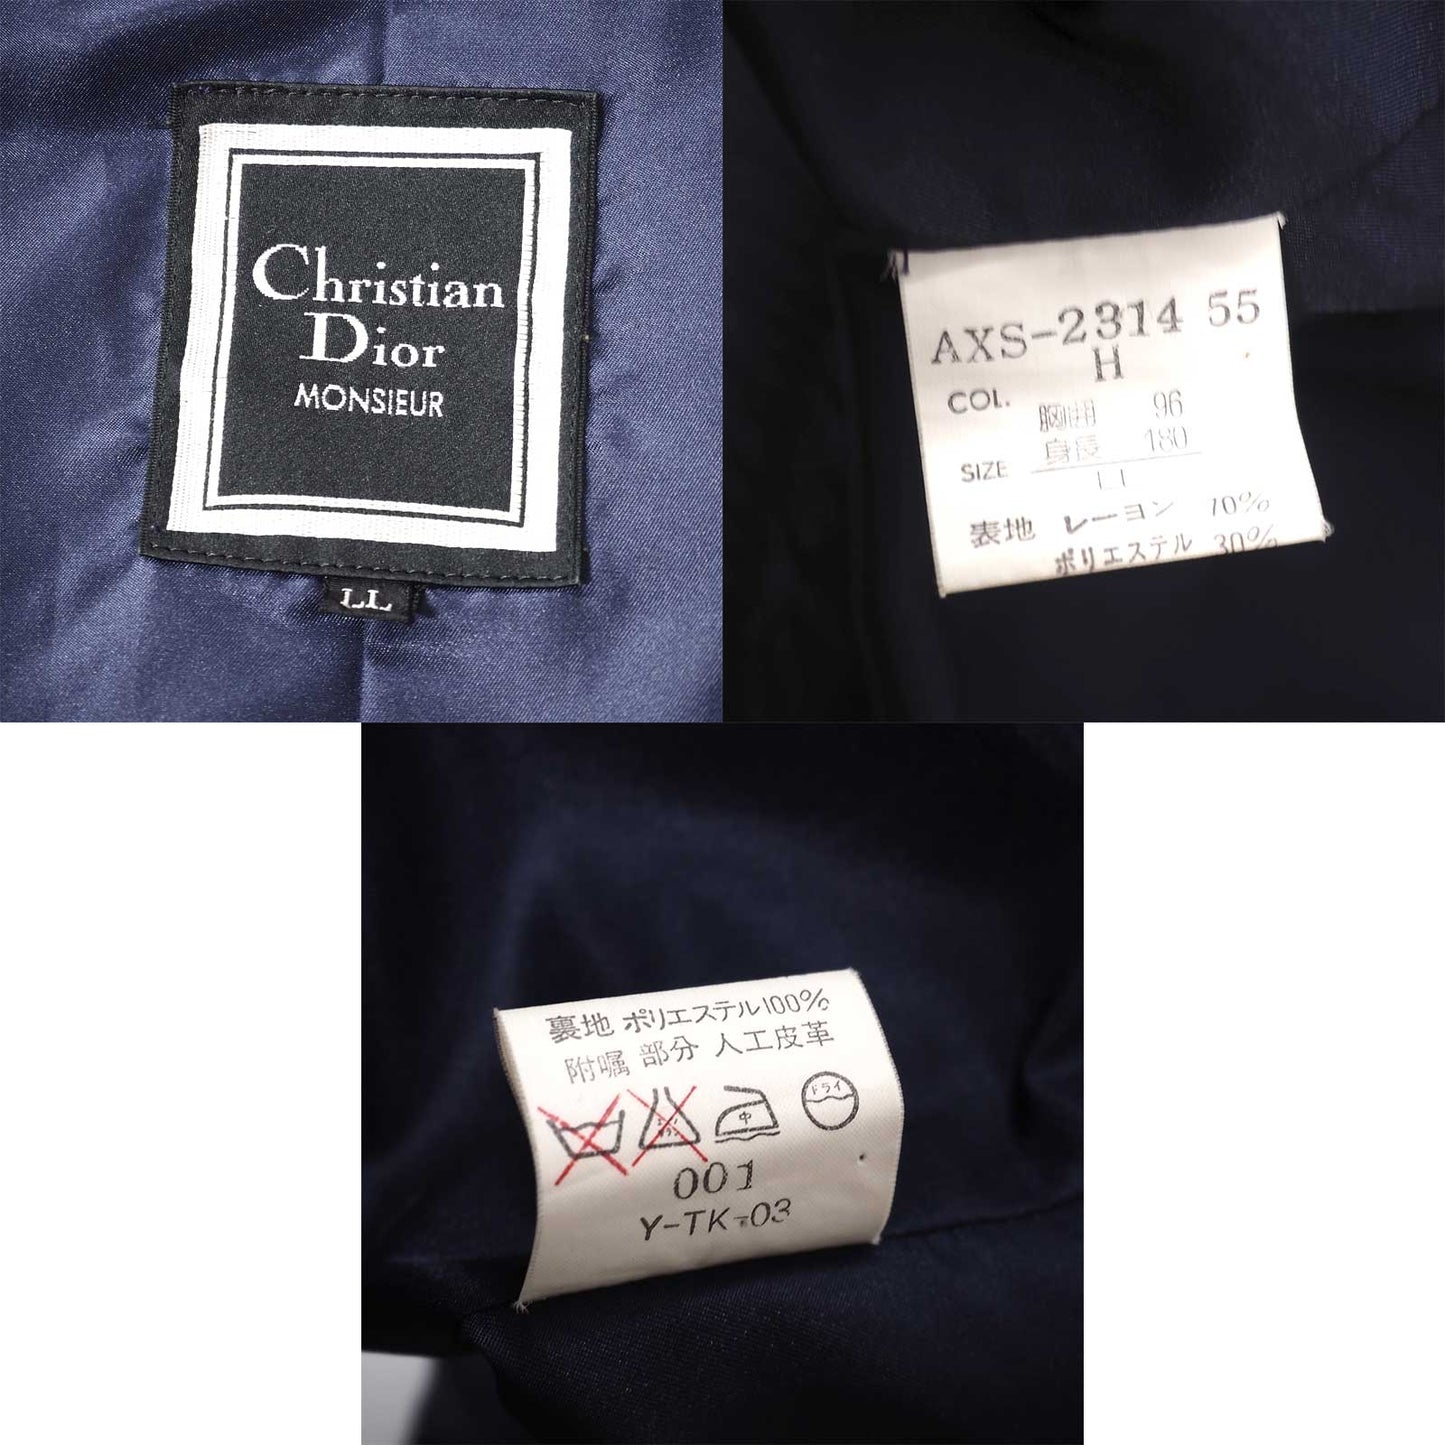 Christian
Dior
MONSIEUR
LL
AXS-2314 55
H
COL.
胸囲 96
身長 180
SIZE
LL
表地 レーヨン 70%
ポリエステル 30%
裏地 ポリエステル100%
附嘱 部分 人工皮革
中
ドライ
001
Y-TK-03